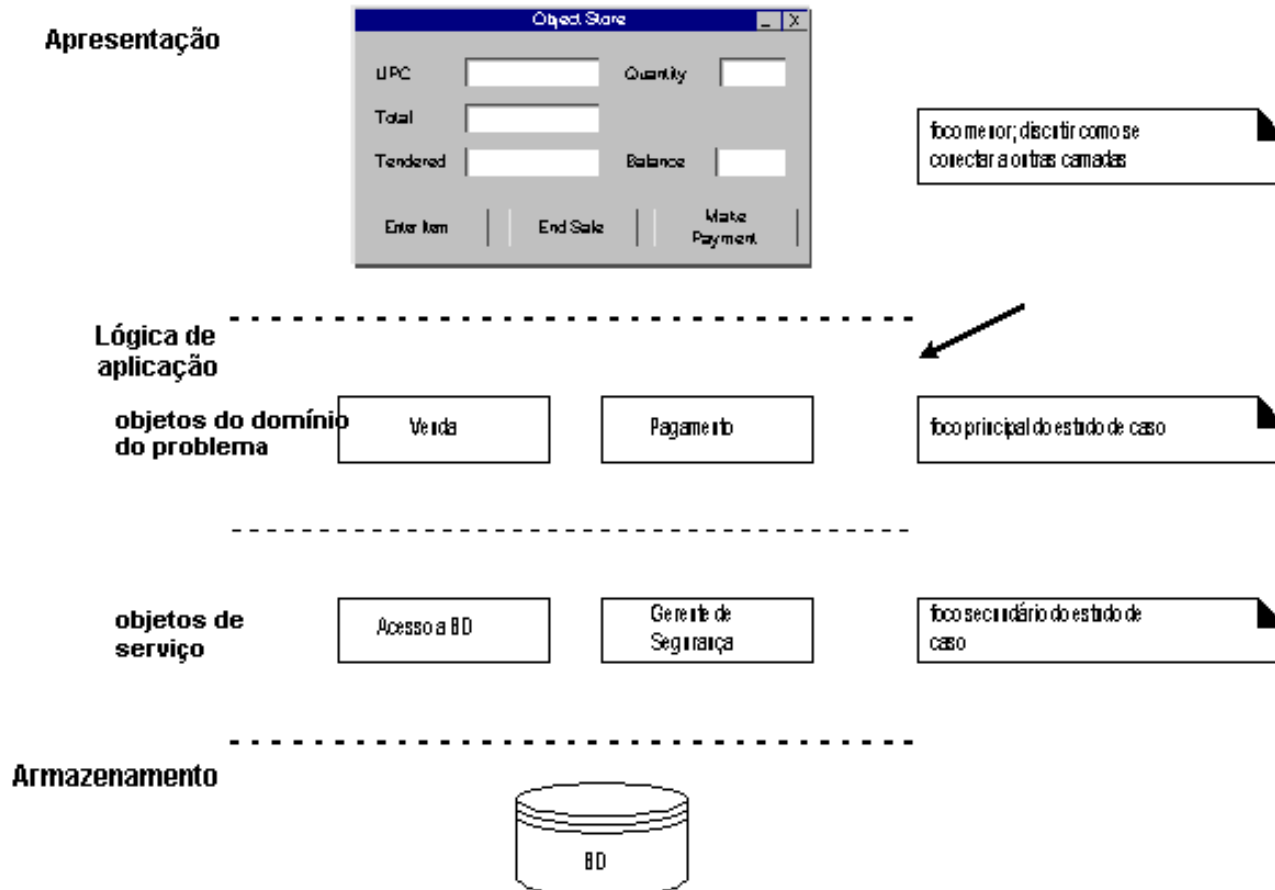 Apresentação
Object Store
UPC
Quantity
Total
Tendered
Balance
Enter Item
End Sale
Make
Payment
foco menor; discutir como se
conectar a outras camadas
Lógica de
aplicação
objetos do domínio
do problema
Venda
Pagamento
foco principal do estudo de caso
objetos de
serviço
Acesso a BD
Gerente de
Segurança
foco secundário do estudo de
caso
Armazenamento
BD